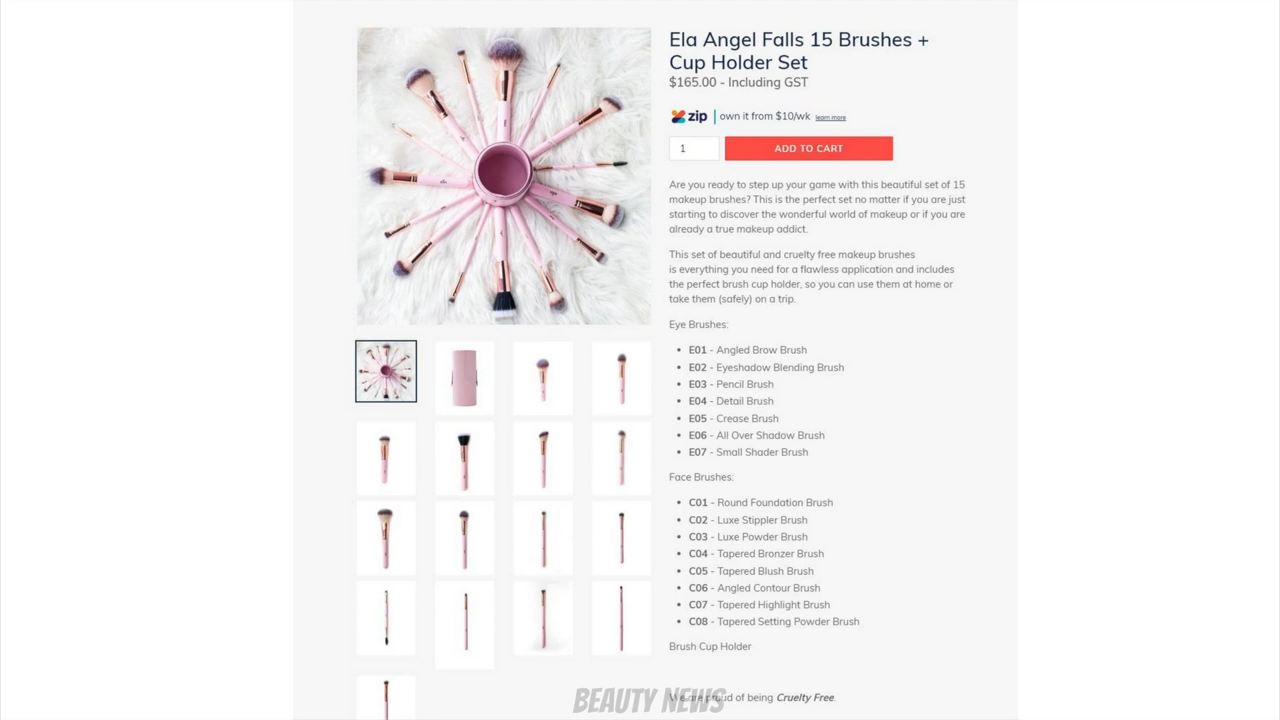 Ela Angel Falls 15 Brushes +
Cup Holder Set
$165.00 - Including GST
zip | own it from $10/wk learn more
1
ADD TO CART
Are you ready to step up your game with this beautiful set of 15
makeup brushes? This is the perfect set no matter if you are just
starting to discover the wonderful world of makeup or if you are
already a true makeup addict.
This set of beautiful and cruelty free makeup brushes
is everything you need for a flawless application and includes
the perfect brush cup holder, so you can use them at home or
take them (safely) on a trip.
Eye Brushes:
E01 - Angled Brow Brush
E02 - Eyeshadow Blending Brush
E03 - Pencil Brush
E04 - Detail Brush
E05 - Crease Brush
E06 - All Over Shadow Brush
E07 - Small Shader Brush
Face Brushes:
C01 - Round Foundation Brush
C02 - Luxe Stippler Brush
C03 - Luxe Powder Brush
C04 - Tapered Bronzer Brush
C05 - Tapered Blush Brush
C06 - Angled Contour Brush
C07 - Tapered Highlight Brush
C08 - Tapered Setting Powder Brush
Brush Cup Holder
We are proud of being Cruelty Free.
BEAUTY NEWS